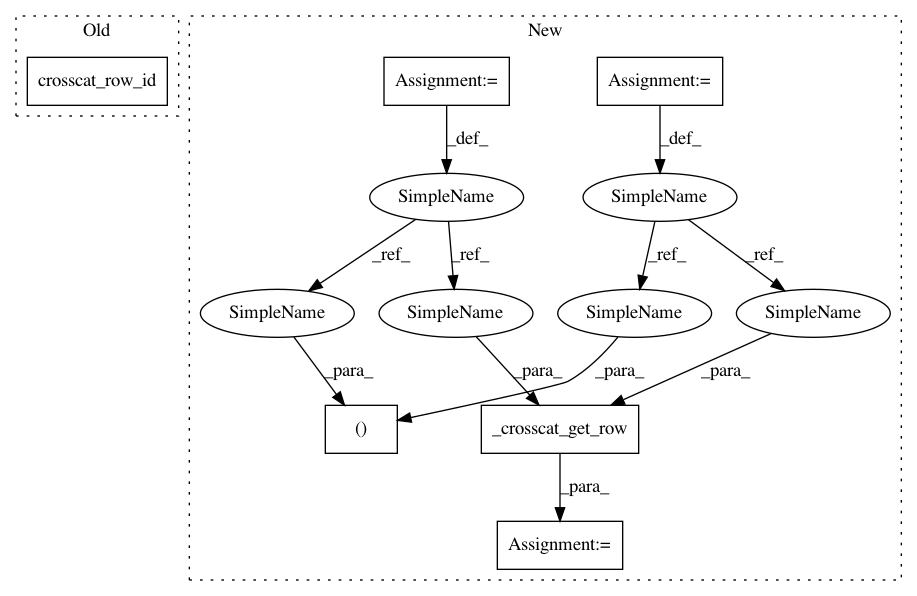 Old
New
crosscat_row_id
Assignment:=
Assignment:=
_def_
_def_
SimpleName
SimpleName
_ref_
_ref_
_ref_
_ref_
SimpleName
SimpleName
SimpleName
SimpleName
_para_
_para_
_para_
_para_
()
_crosscat_get_row
_para_
Assignment:=